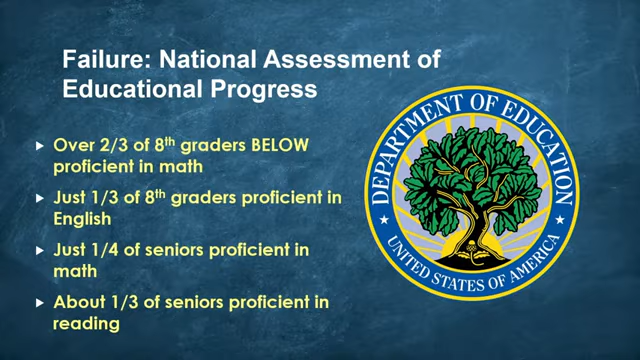 Failure: National Assessment of
Educational Progress
Over 2/3 of 8th graders BELOW
proficient in math
Just 1/3 of 8th graders proficient in
English
Just 1/4 of seniors proficient in
math
About 1/3 of seniors proficient in
reading
DEPARTMENT OF EDUCATION
UNITED STATES OF AMERICA